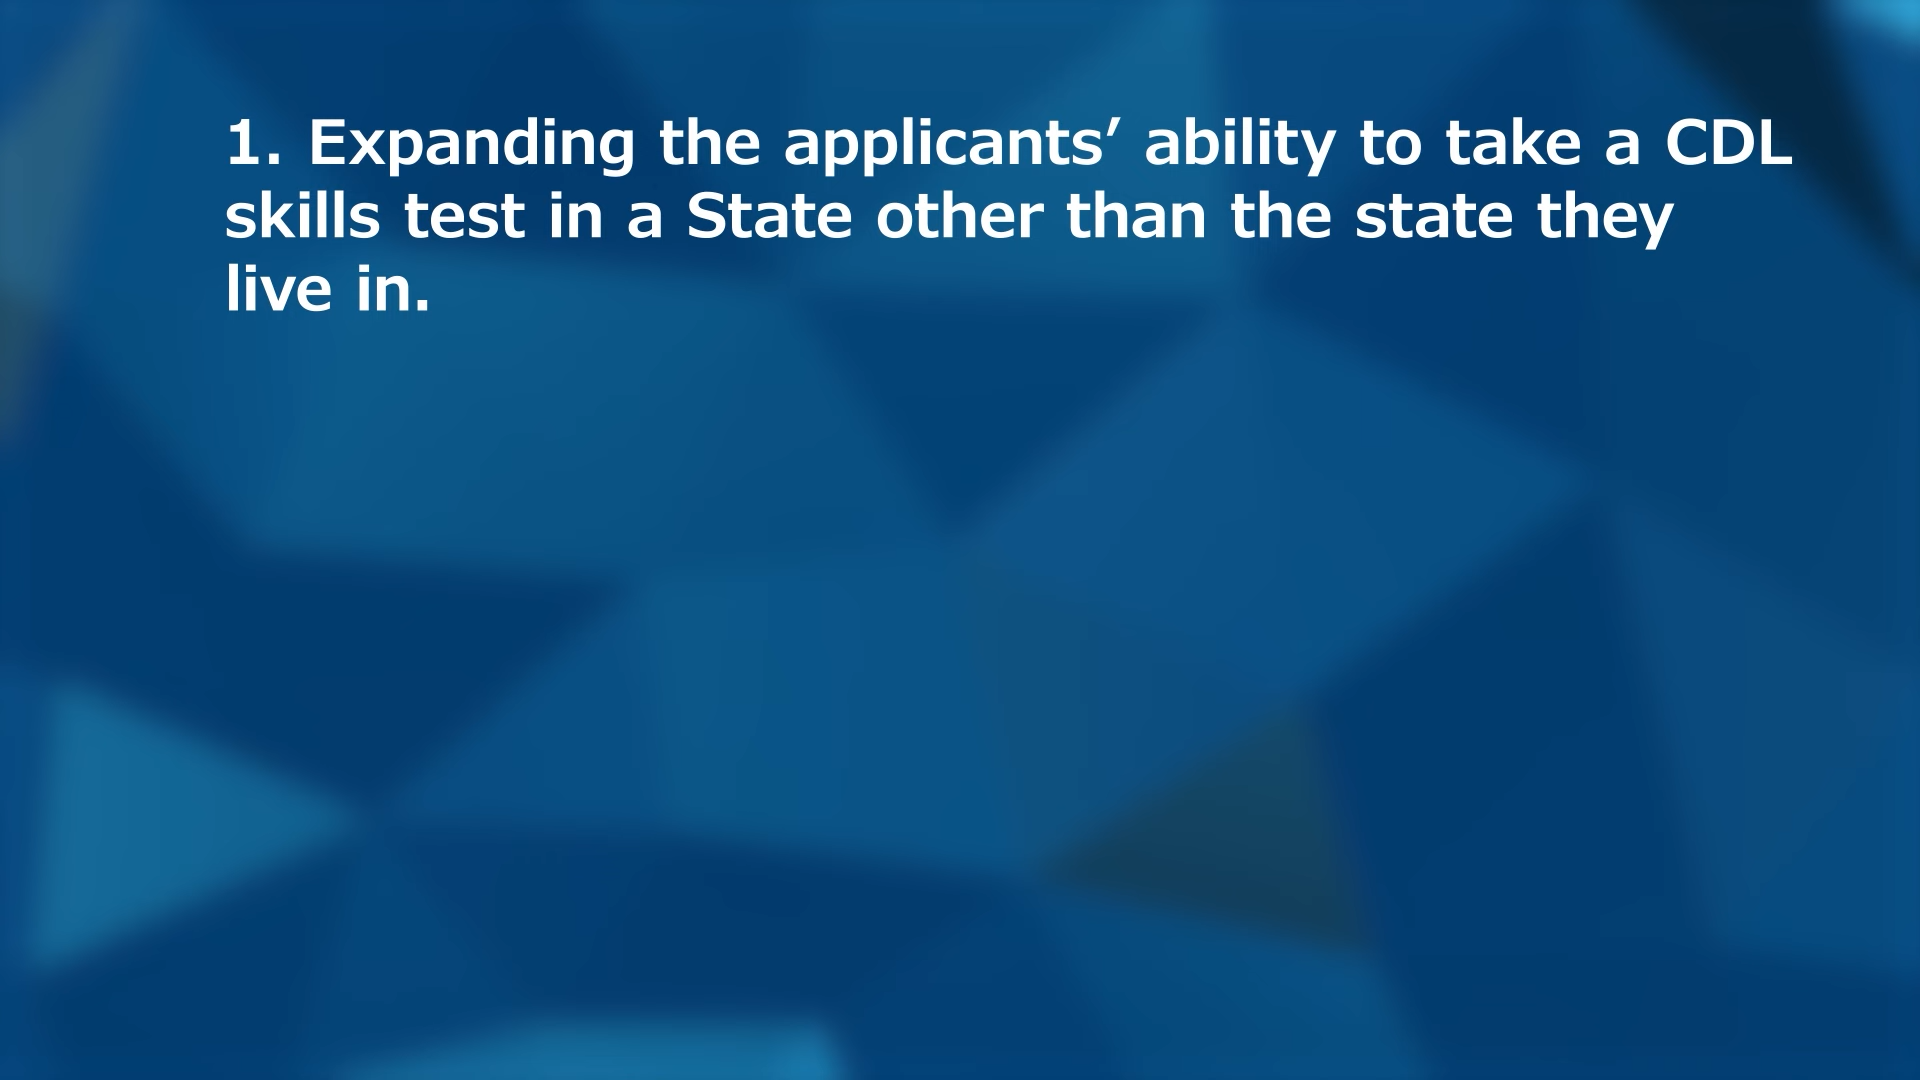 1. Expanding the applicants’ ability to take a CDL
skills test in a State other than the state they
live in.